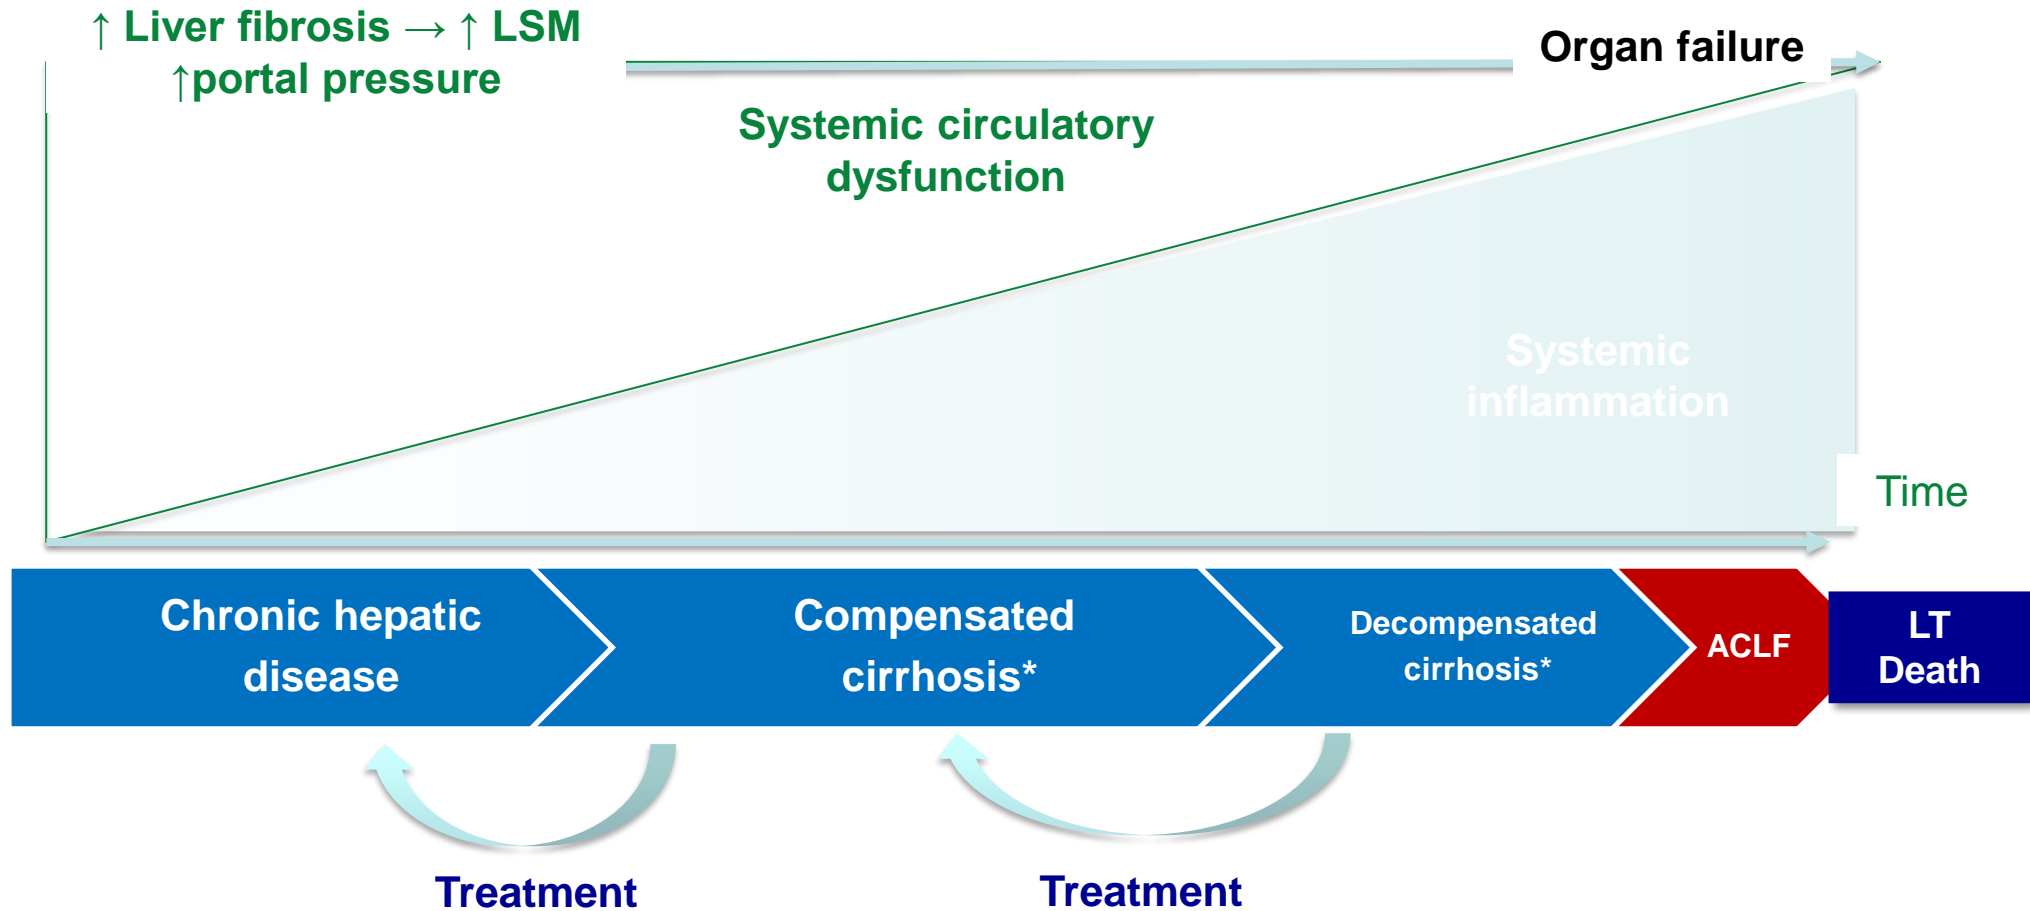 ↑ Liver fibrosis → ↑ LSM
↑portal pressure
Organ failure
Systemic circulatory
dysfunction
Systemic
inflammation
Time
Chronic hepatic
disease
Compensated
cirrhosis*
Decompensated
cirrhosis*
ACLF
LT
Death
Treatment
Treatment